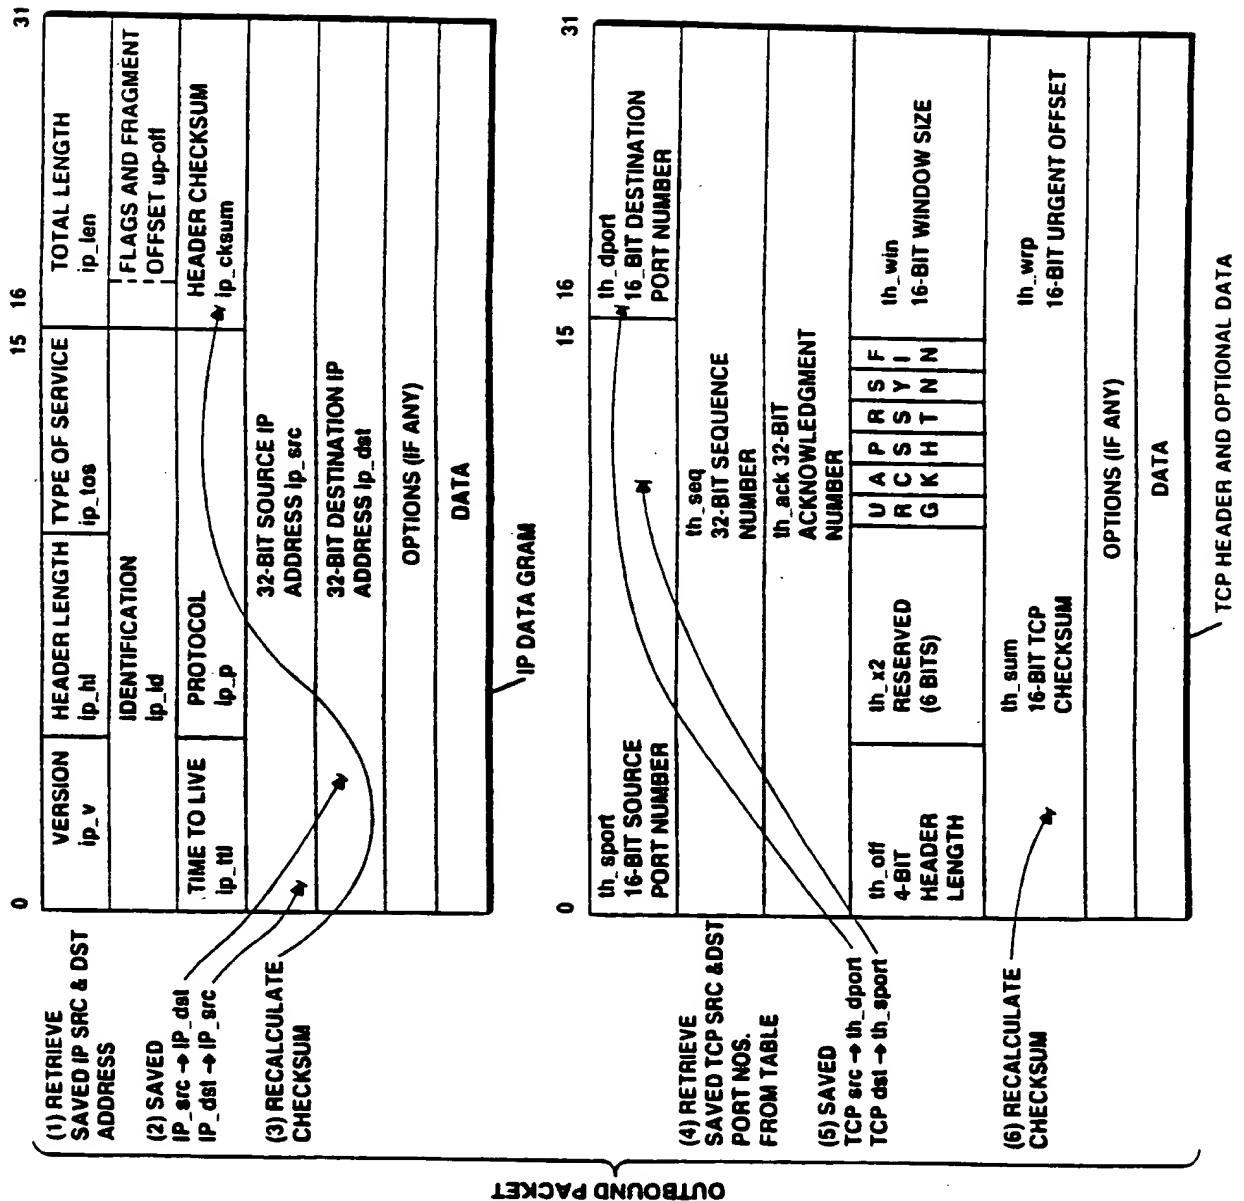 OUTBOUND PACKET
(1) RETRIEVE
SAVED IP SRC & DST
ADDRESS
(2) SAVED
IP_src → IP_dst
IP_dst → IP_src
(3) RECALCULATE
CHECKSUM
0
15
16
31
VERSION
ip_v
HEADER LENGTH
ip_hl
TYPE OF SERVICE
ip_tos
TOTAL LENGTH
ip_len
IDENTIFICATION
ip_id
FLAGS AND FRAGMENT
OFFSET up-off
TIME TO LIVE
ip_ttl
PROTOCOL
ip_p
HEADER CHECKSUM
ip_cksum
32-BIT SOURCE IP
ADDRESS ip_src
32-BIT DESTINATION IP
ADDRESS ip_dst
OPTIONS (IF ANY)
DATA
IP DATA GRAM
(4) RETRIEVE
SAVED TCP SRC &DST
PORT NOS.
FROM TABLE
(5) SAVED
TCP src → th_dport
TCP dst → th_sport
(6) RECALCULATE
CHECKSUM
0
15
16
31
th_sport
16-BIT SOURCE
PORT NUMBER
th_dport
16_BIT DESTINATION
PORT NUMBER
th_seq
32-BIT SEQUENCE
NUMBER
th_ack 32-BIT
ACKNOWLEDGMENT
NUMBER
th_off
4-BIT
HEADER
LENGTH
th_x2
RESERVED
(6 BITS)
U A P R S F
R C S S Y I
G K H T N N
th_win
16-BIT WINDOW SIZE
th_sum
16-BIT TCP
CHECKSUM
th_wrp
16-BIT URGENT OFFSET
OPTIONS (IF ANY)
DATA
TCP HEADER AND OPTIONAL DATA